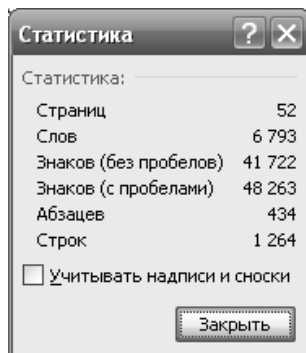 Статистика
Статистика:
Страниц 52
Слов 6 793
Знаков (без пробелов) 41 722
Знаков (с пробелами) 48 263
Абзацев 434
Строк 1 264
Учитывать надписи и сноски
Закрыть